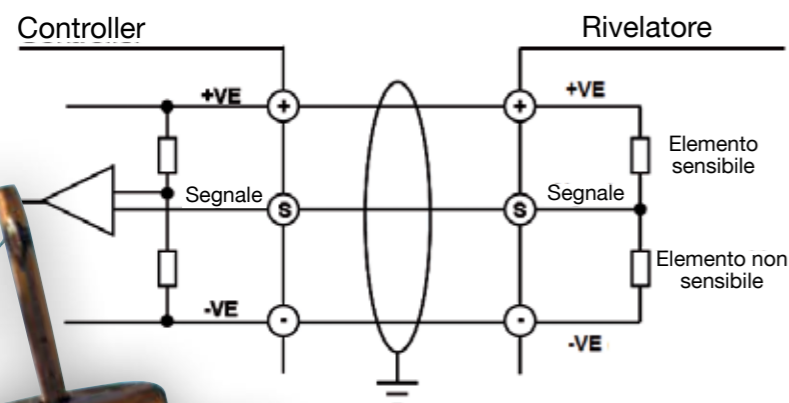 Controller
Rivelatore
+VE
+
+
+VE
Elemento
sensibile
Segnale
S
S
Segnale
Elemento non
sensibile
-VE
-
-
-VE